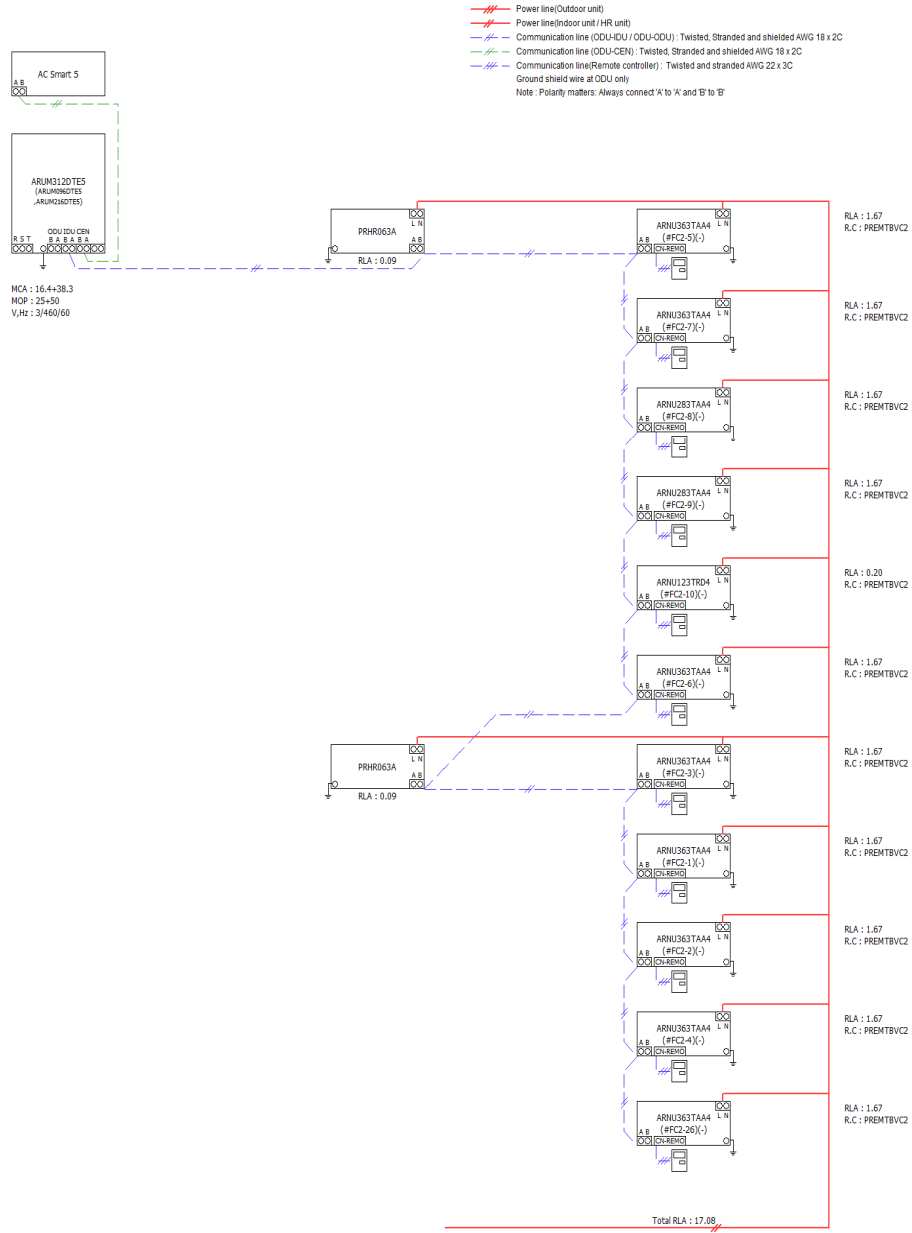 Power line(Outdoor unit)
Power line(Indoor unit / HR unit)
Communication line (ODU-IDU / ODU-ODU) : Twisted, Stranded and shielded AWG 18 x 2C
Communication line (ODU-CEN) : Twisted, Stranded and shielded AWG 18 x 2C
Communication line(Remote controller) : Twisted and stranded AWG 22 x 3C
Ground shield wire at ODU only
Note : Polarity matters: Always connect 'A' to 'A' and 'B' to 'B'
AC Smart 5
A B
ARUM312DTE5
(ARUM096DTE5
,ARUM216DTE5)
ODU IDU CEN
R S T B A B A B A
MCA : 16.4+38.3
MOP : 25+50
V,Hz : 3/460/60
L N
PRHR063A
A B
RLA : 0.09
ARNU363TAA4
L N
(#FC2-5)(-)
A B
CN-REMO
RLA : 1.67
R.C : PREMTBVC2
ARNU363TAA4
L N
(#FC2-7)(-)
A B
CN-REMO
RLA : 1.67
R.C : PREMTBVC2
ARNU283TAA4
L N
(#FC2-8)(-)
A B
CN-REMO
RLA : 1.67
R.C : PREMTBVC2
ARNU283TAA4
L N
(#FC2-9)(-)
A B
CN-REMO
RLA : 1.67
R.C : PREMTBVC2
ARNU123TRD4
L N
(#FC2-10)(-)
A B
CN-REMO
RLA : 0.20
R.C : PREMTBVC2
ARNU363TAA4
L N
(#FC2-6)(-)
A B
CN-REMO
RLA : 1.67
R.C : PREMTBVC2
L N
PRHR063A
A B
RLA : 0.09
ARNU363TAA4
L N
(#FC2-3)(-)
A B
CN-REMO
RLA : 1.67
R.C : PREMTBVC2
ARNU363TAA4
L N
(#FC2-1)(-)
A B
CN-REMO
RLA : 1.67
R.C : PREMTBVC2
ARNU363TAA4
L N
(#FC2-2)(-)
A B
CN-REMO
RLA : 1.67
R.C : PREMTBVC2
ARNU363TAA4
L N
(#FC2-4)(-)
A B
CN-REMO
RLA : 1.67
R.C : PREMTBVC2
ARNU363TAA4
L N
(#FC2-26)(-)
A B
CN-REMO
RLA : 1.67
R.C : PREMTBVC2
Total RLA : 17.08